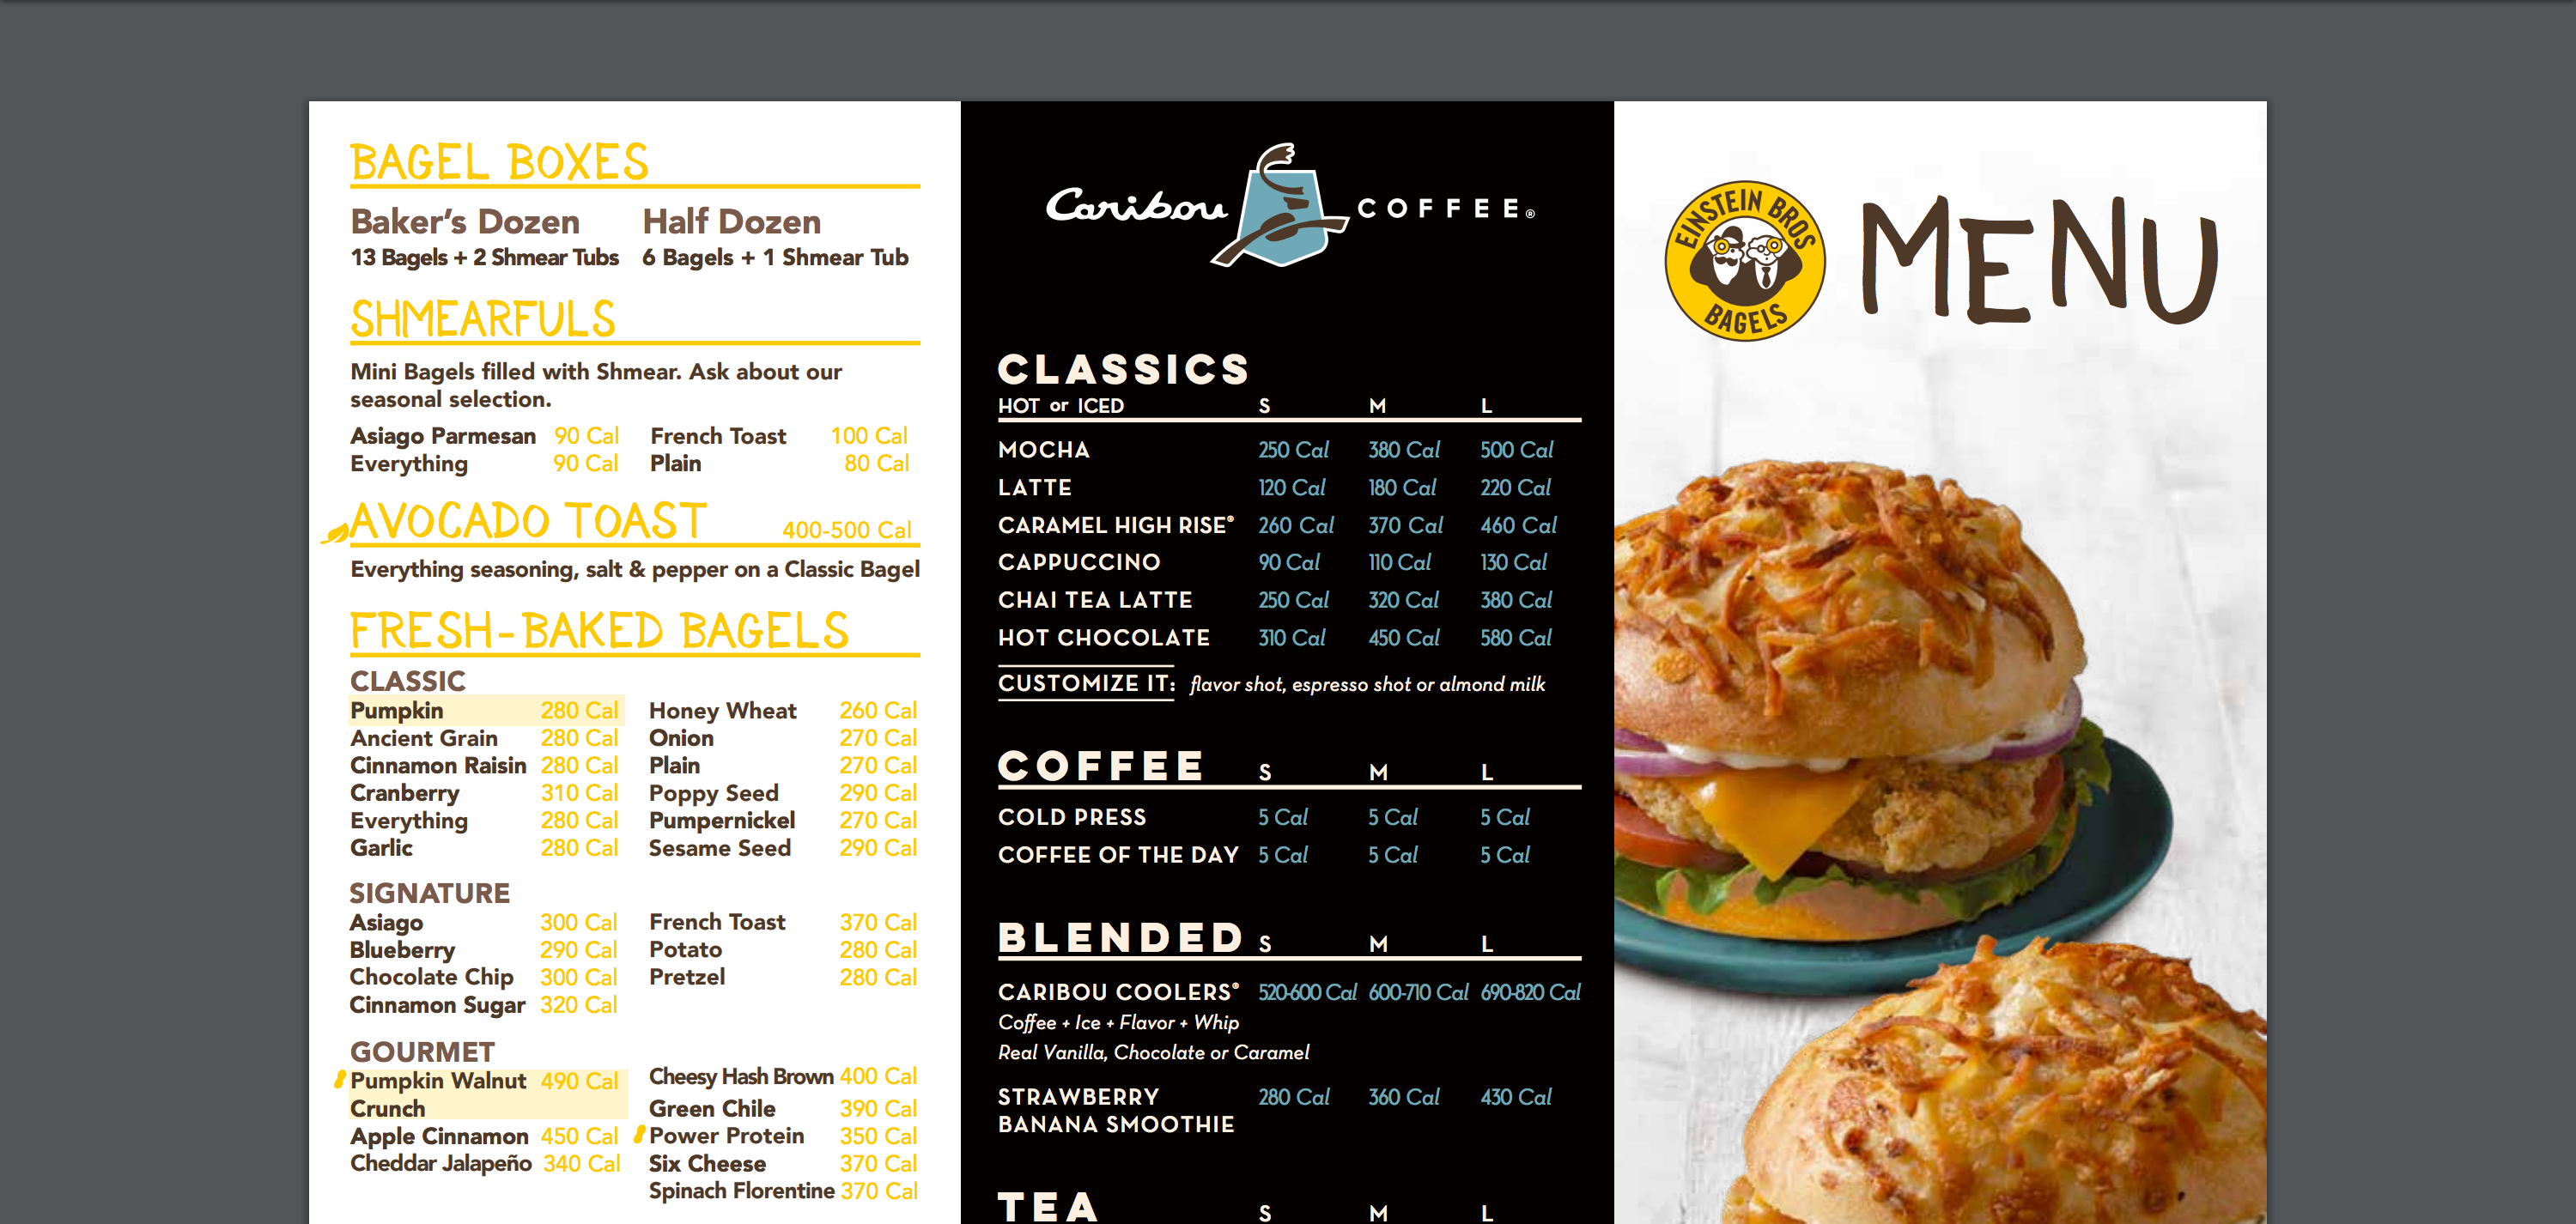 BAGEL BOXES
Baker's Dozen Half Dozen
13 Bagels + 2 Shmear Tubs 6 Bagels + 1 Shmear Tub
SHMEARFULS
Mini Bagels filled with Shmear. Ask about our
seasonal selection.
Asiago Parmesan 90 Cal French Toast 100 Cal
Everything 90 Cal Plain 80 Cal
AVOCADO TOAST 400-500 Cal
Everything seasoning, salt & pepper on a Classic Bagel
FRESH-BAKED BAGELS
CLASSIC
Pumpkin 280 Cal Honey Wheat 260 Cal
Ancient Grain 280 Cal Onion 270 Cal
Cinnamon Raisin 280 Cal Plain 270 Cal
Cranberry 310 Cal Poppy Seed 290 Cal
Everything 280 Cal Pumpernickel 270 Cal
Garlic 280 Cal Sesame Seed 290 Cal
SIGNATURE
Asiago 300 Cal French Toast 370 Cal
Blueberry 290 Cal Potato 280 Cal
Chocolate Chip 300 Cal Pretzel 280 Cal
Cinnamon Sugar 320 Cal
GOURMET
Pumpkin Walnut 490 Cal Cheesy Hash Brown 400 Cal
Crunch Green Chile 390 Cal
Apple Cinnamon 450 Cal Power Protein 350 Cal
Cheddar Jalapeño 340 Cal Six Cheese 370 Cal
Spinach Florentine 370 Cal
Caribou COFFEE®
CLASSICS
HOT or ICED S M L
MOCHA 250 Cal 380 Cal 500 Cal
LATTE 120 Cal 180 Cal 220 Cal
CARAMEL HIGH RISE® 260 Cal 370 Cal 460 Cal
CAPPUCCINO 90 Cal 110 Cal 130 Cal
CHAI TEA LATTE 250 Cal 320 Cal 380 Cal
HOT CHOCOLATE 310 Cal 450 Cal 580 Cal
CUSTOMIZE IT: flavor shot, espresso shot or almond milk
COFFEE S M L
COLD PRESS 5 Cal 5 Cal 5 Cal
COFFEE OF THE DAY 5 Cal 5 Cal 5 Cal
BLENDED S M L
CARIBOU COOLERS® 520-600 Cal 600-710 Cal 690-820 Cal
Coffee + Ice + Flavor + Whip
Real Vanilla, Chocolate or Caramel
STRAWBERRY 280 Cal 360 Cal 430 Cal
BANANA SMOOTHIE
TEA S M L
EINSTEIN BROS
BAGELS
MENU